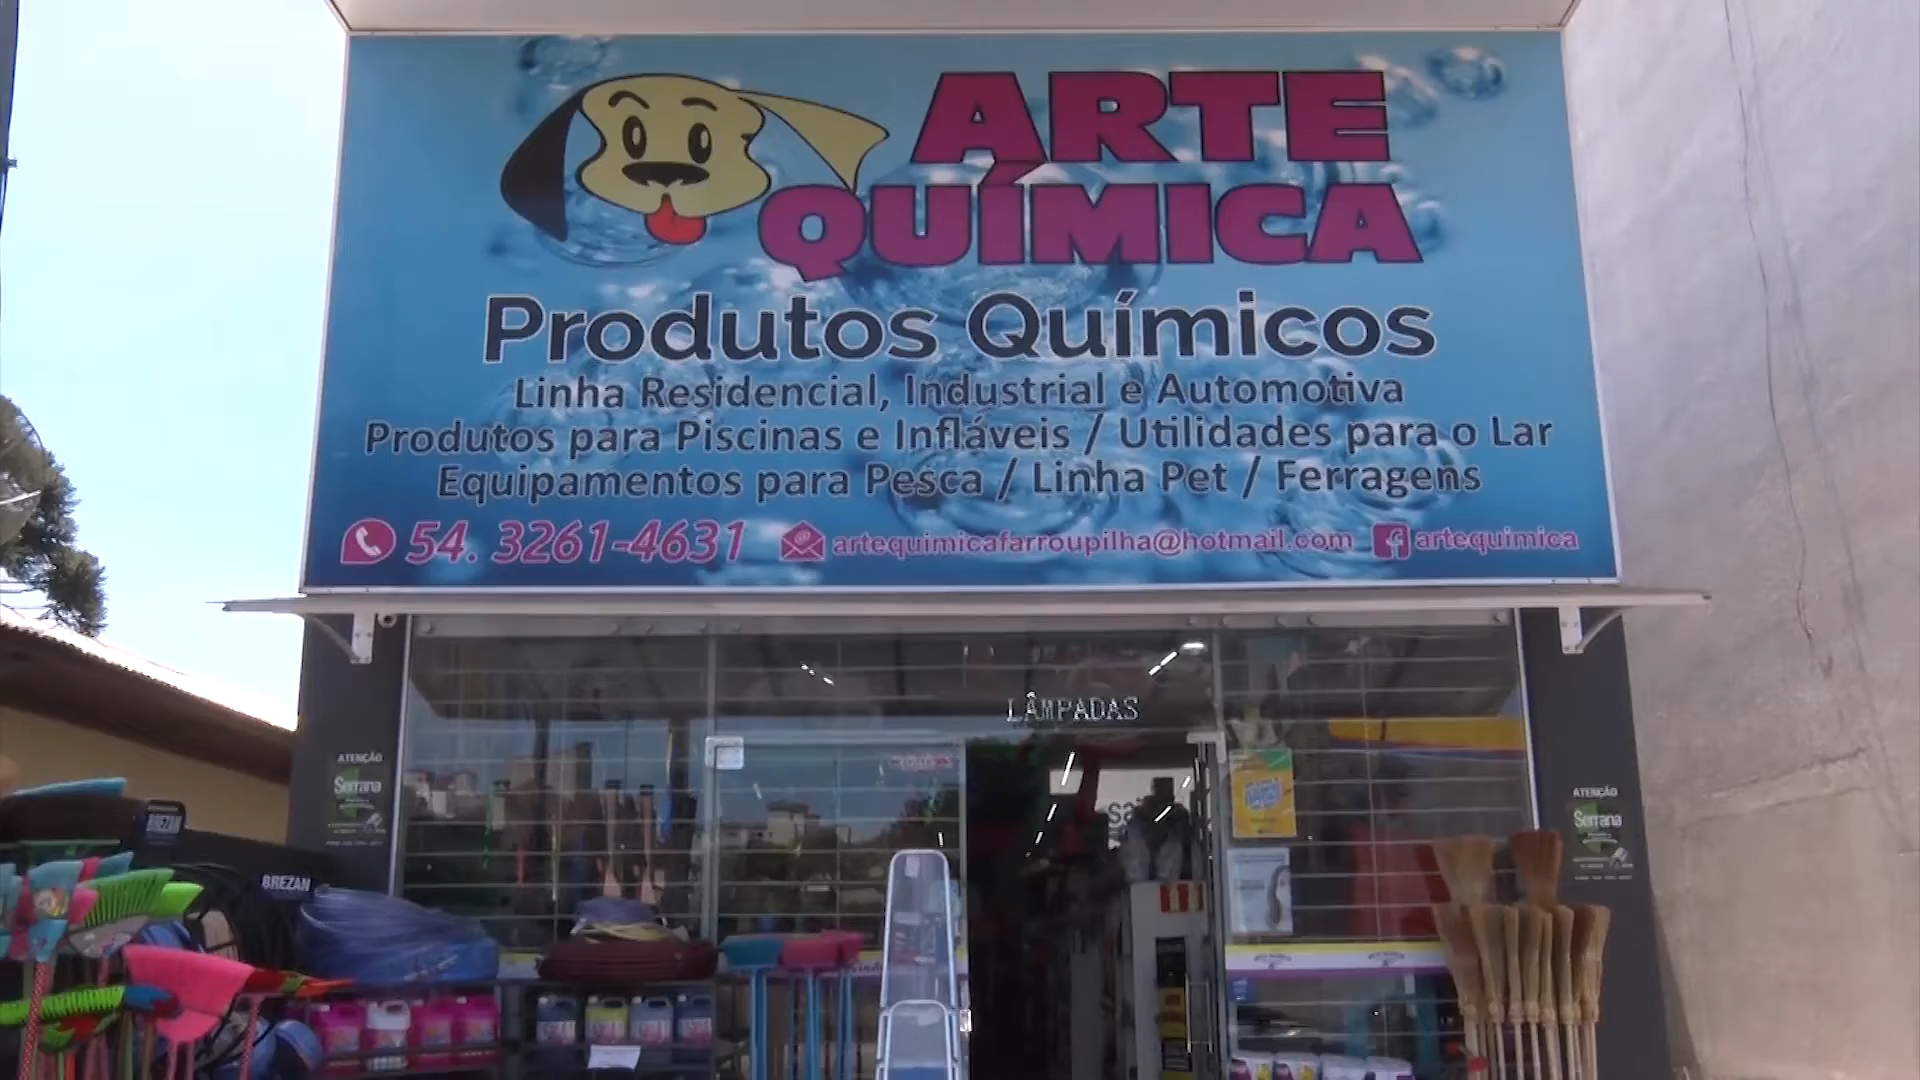 ARTE
QUÍMICA
Produtos Químicos
Linha Residencial, Industrial e Automotiva
Produtos para Piscinas e Infláveis / Utilidades para o Lar
Equipamentos para Pesca / Linha Pet / Ferragens
54. 3261-4631 artequimicafarroupilha@hotmail.com artequimica
LÂMPADAS
ATENÇÃO
Serrana
ATENÇÃO
Serrana
BREZAN
BREZAN